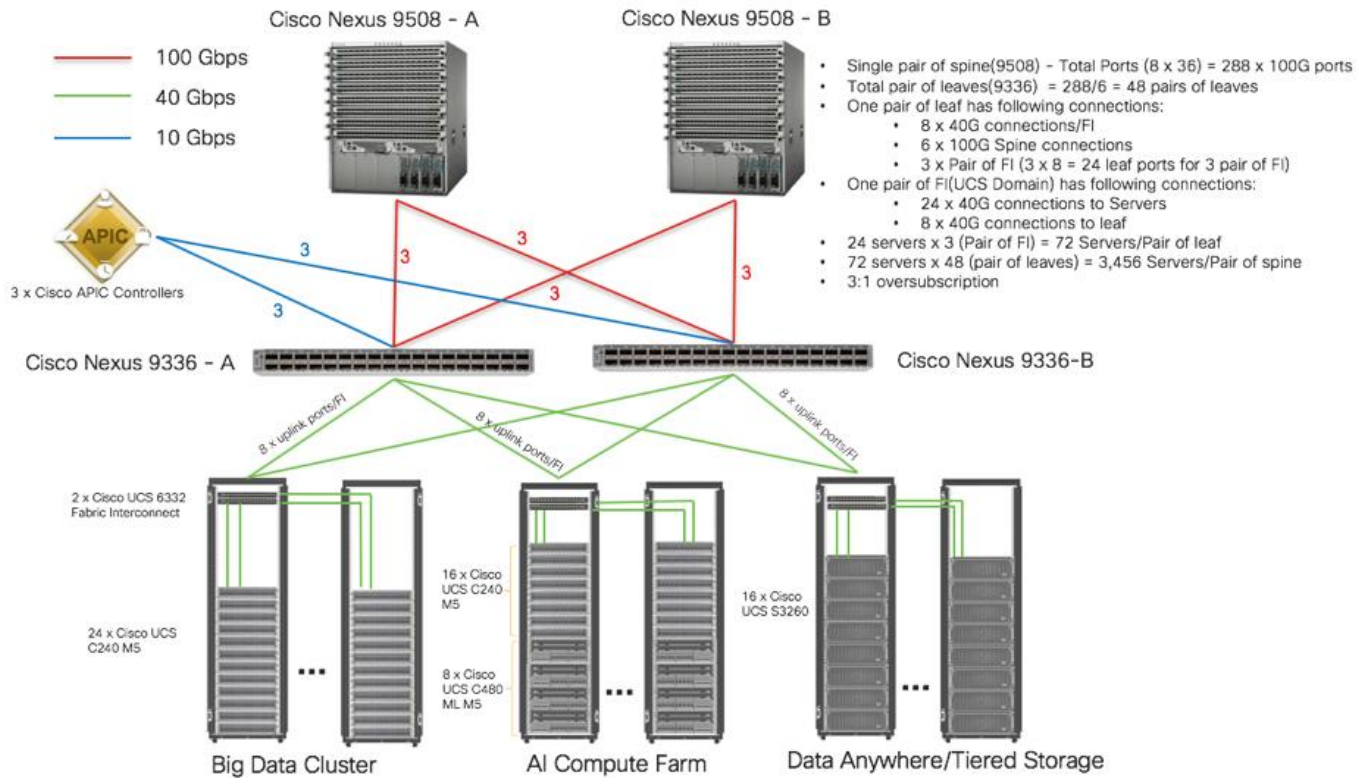 Cisco Nexus 9508 - A
Cisco Nexus 9508 - B
100 Gbps
40 Gbps
10 Gbps
• Single pair of spine(9508) - Total Ports (8 x 36) = 288 x 100G ports
• Total pair of leaves(9336) = 288/6 = 48 pairs of leaves
• One pair of leaf has following connections:
• 8 x 40G connections/FI
• 6 x 100G Spine connections
• 3 x Pair of FI (3 x 8 = 24 leaf ports for 3 pair of FI)
• One pair of FI(UCS Domain) has following connections:
• 24 x 40G connections to Servers
• 8 x 40G connections to leaf
• 24 servers x 3 (Pair of FI) = 72 Servers/Pair of leaf
• 72 servers x 48 (pair of leaves) = 3,456 Servers/Pair of spine
• 3:1 oversubscription
APIC
3 x Cisco APIC Controllers
3
3
3
3
3
3
Cisco Nexus 9336 - A
Cisco Nexus 9336-B
8 x uplink ports/FI
8 x uplink ports/FI
8 x uplink ports/FI
2 x Cisco UCS 6332
Fabric Interconnect
24 x Cisco UCS
C240 M5
16 x Cisco
UCS C240
M5
8 x Cisco
UCS C480
ML M5
16 x Cisco
UCS S3260
...
...
...
Big Data Cluster
AI Compute Farm
Data Anywhere/Tiered Storage